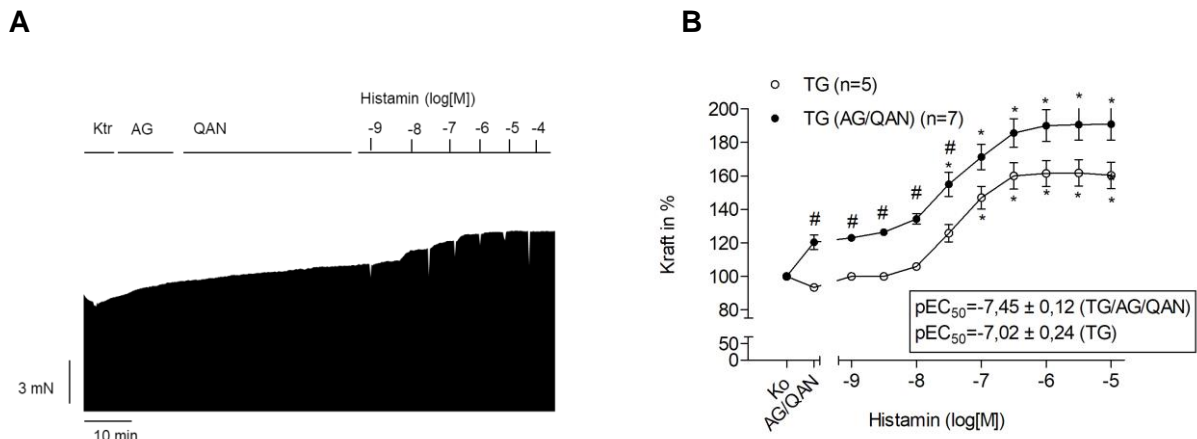 A
Histamin (log[M])
Ktr AG QAN
-9 -8 -7 -6 -5 -4
3 mN
10 min
B
TG (n=5)
TG (AG/QAN) (n=7)
200
180
160
140
120
100
80
50
0
Kraft in %
* * * * * * #
# # # # *
* * * * *
pEC50=-7,45 ± 0,12 (TG/AG/QAN)
pEC50=-7,02 ± 0,24 (TG)
Ko
AG/QAN
-9 -8 -7 -6 -5
Histamin (log[M])